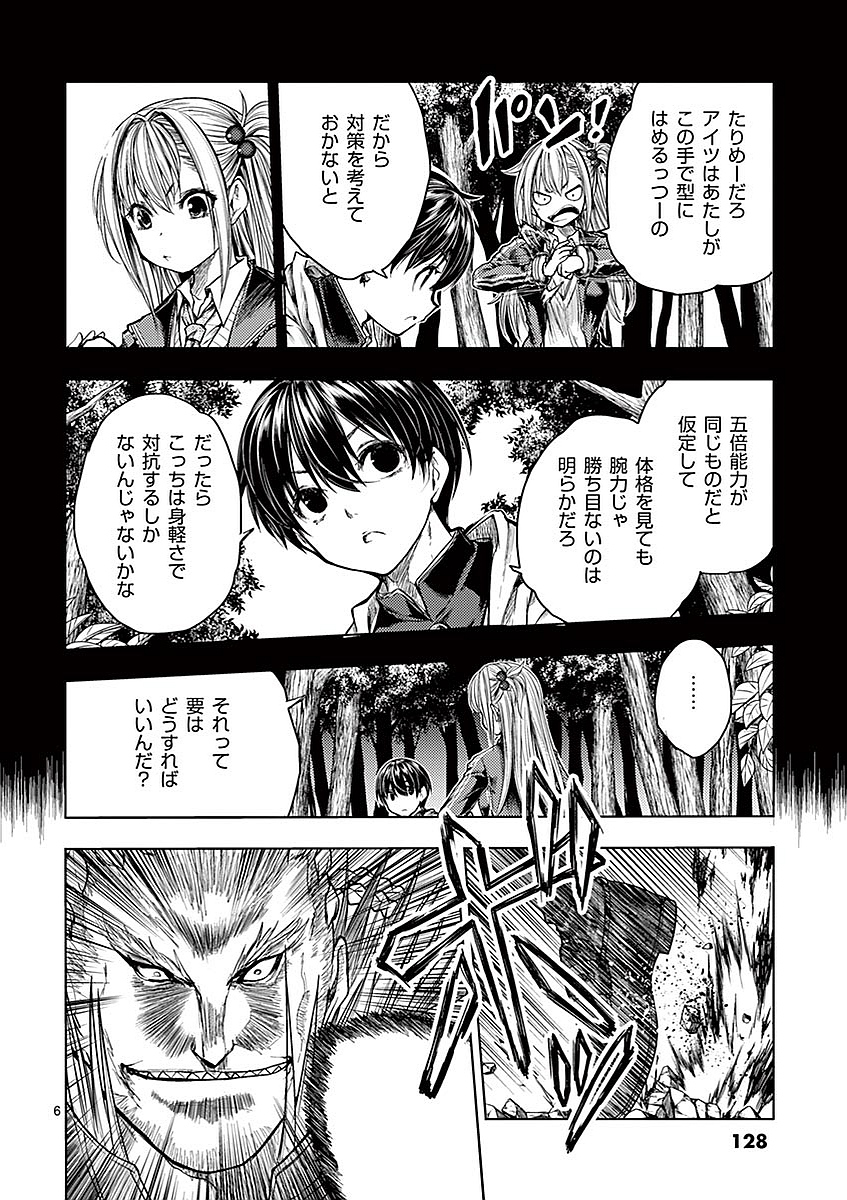 たりめーだろ
アイツはあたしが
この手で型に
はめるっつーの
パン！
だから
対策を考えて
おかないと
五倍能力が
同じものだと
仮定して
体格を見ても
腕力じゃ
勝ち目ないのは
明らかだろ
だったら
こっちは身軽さで
対抗するしか
ないんじゃないかな
……
それって
要は
どうすれば
いいんだ？
ギンッ
6
128